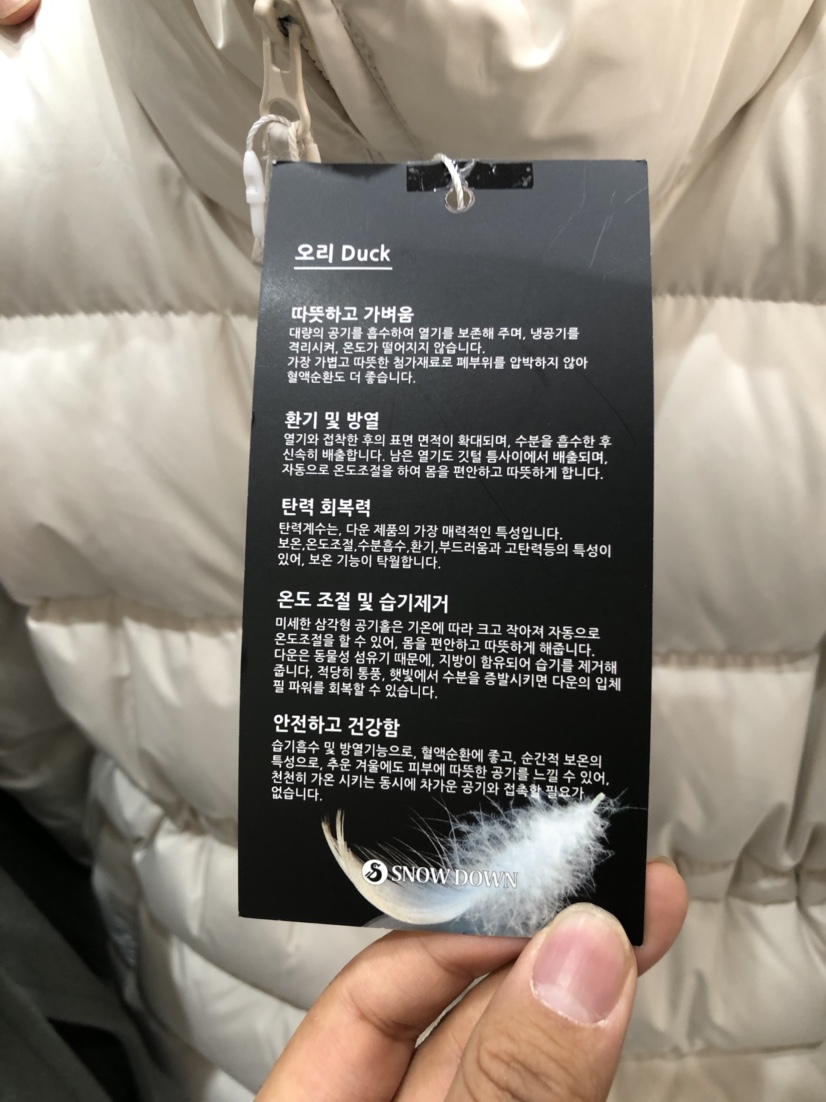 오리 Duck
따뜻하고 가벼움
대량의 공기를 흡수하여 열기를 보존해 주며, 냉공기를
격리시켜, 온도가 떨어지지 않습니다.
가장 가볍고 따뜻한 첨가재료로 폐부위를 압박하지 않아
혈액순환도 더 좋습니다.
환기 및 방열
열기와 접착한 후의 표면 면적이 확대되며, 수분을 흡수한 후
신속히 배출합니다. 남은 열기도 깃털 틈사이에서 배출되며,
자동으로 온도조절을 하여 몸을 편안하고 따뜻하게 합니다.
탄력 회복력
탄력계수는, 다운 제품의 가장 매력적인 특성입니다.
보온,온도조절,수분흡수,환기,부드러움과 고탄력등의 특성이
있어, 보온 기능이 탁월합니다.
온도 조절 및 습기제거
미세한 삼각형 공기홀은 기온에 따라 크고 작아져 자동으로
온도조절을 할 수 있어, 몸을 편안하고 따뜻하게 해줍니다.
다운은 동물성 섬유기 때문에, 지방이 함유되어 습기를 제거해
줍니다, 적당히 통풍, 햇빛에서 수분을 증발시키면 다운의 입체
필 파워를 회복할 수 있습니다.
안전하고 건강함
습기흡수 및 방열기능으로, 혈액순환에 좋고, 순간적 보온의
특성으로, 추운 겨울에도 피부에 따뜻한 공기를 느낄 수 있어,
천천히 가온 시키는 동시에 차가운 공기와 접촉할 필요가
없습니다.
SNOW DOWN